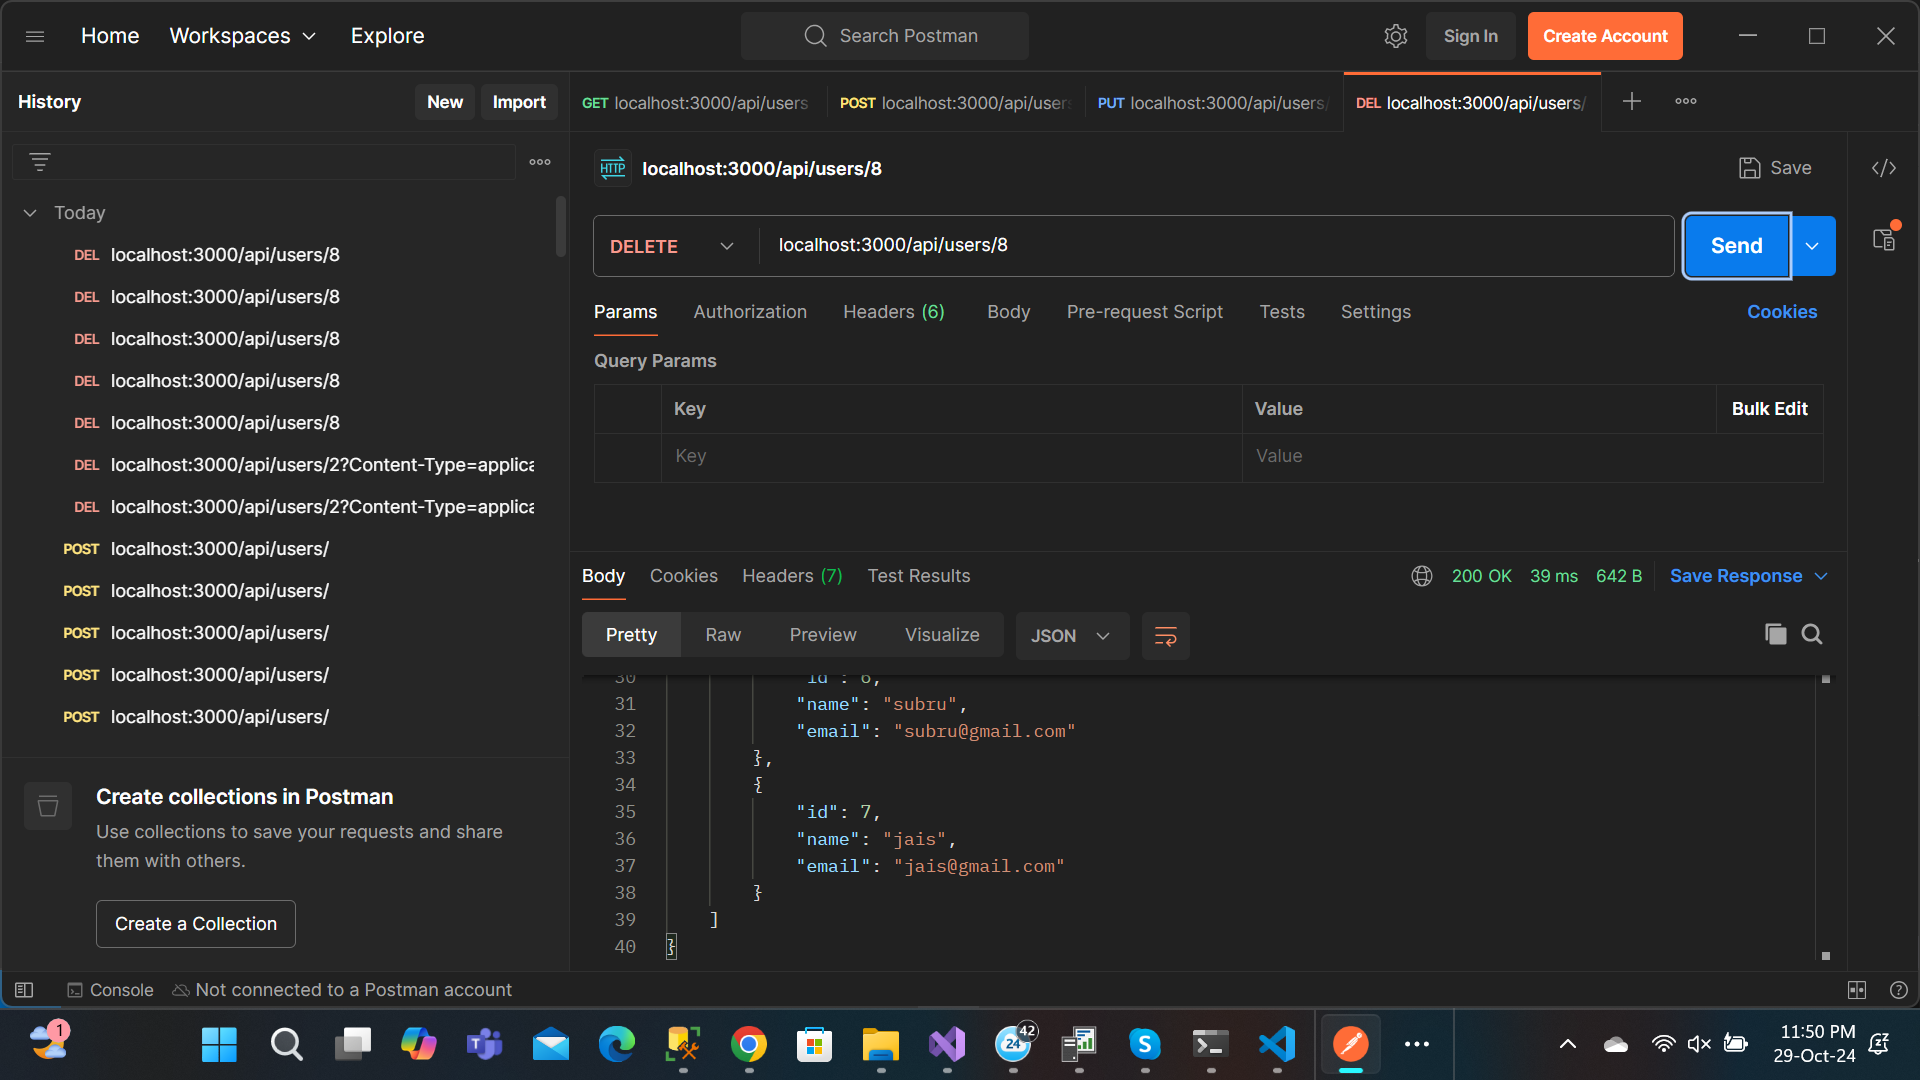 Home Workspaces Explore Search Postman Sign In Create Account
History New Import GET localhost:3000/api/users POST localhost:3000/api/users PUT localhost:3000/api/users/ DEL localhost:3000/api/users/
HTTP localhost:3000/api/users/8 Save
Today
DEL localhost:3000/api/users/8
DEL localhost:3000/api/users/8
DEL localhost:3000/api/users/8
DEL localhost:3000/api/users/8
DEL localhost:3000/api/users/8
DEL localhost:3000/api/users/2?Content-Type=applica
DEL localhost:3000/api/users/2?Content-Type=applica
POST localhost:3000/api/users/
POST localhost:3000/api/users/
POST localhost:3000/api/users/
POST localhost:3000/api/users/
POST localhost:3000/api/users/
Create collections in Postman
Use collections to save your requests and share
them with others.
Create a Collection
DELETE localhost:3000/api/users/8 Send
Params Authorization Headers (6) Body Pre-request Script Tests Settings Cookies
Query Params
Key Value Bulk Edit
Key Value
Body Cookies Headers (7) Test Results 200 OK 39 ms 642 B Save Response
Pretty Raw Preview Visualize JSON
30 "id": 6,
31 "name": "subru",
32 "email": "subru@gmail.com"
33 },
34 {
35 "id": 7,
36 "name": "jais",
37 "email": "jais@gmail.com"
38 }
39 ]
40 }
Console Not connected to a Postman account
1 42 24 11:50 PM
29-Oct-24